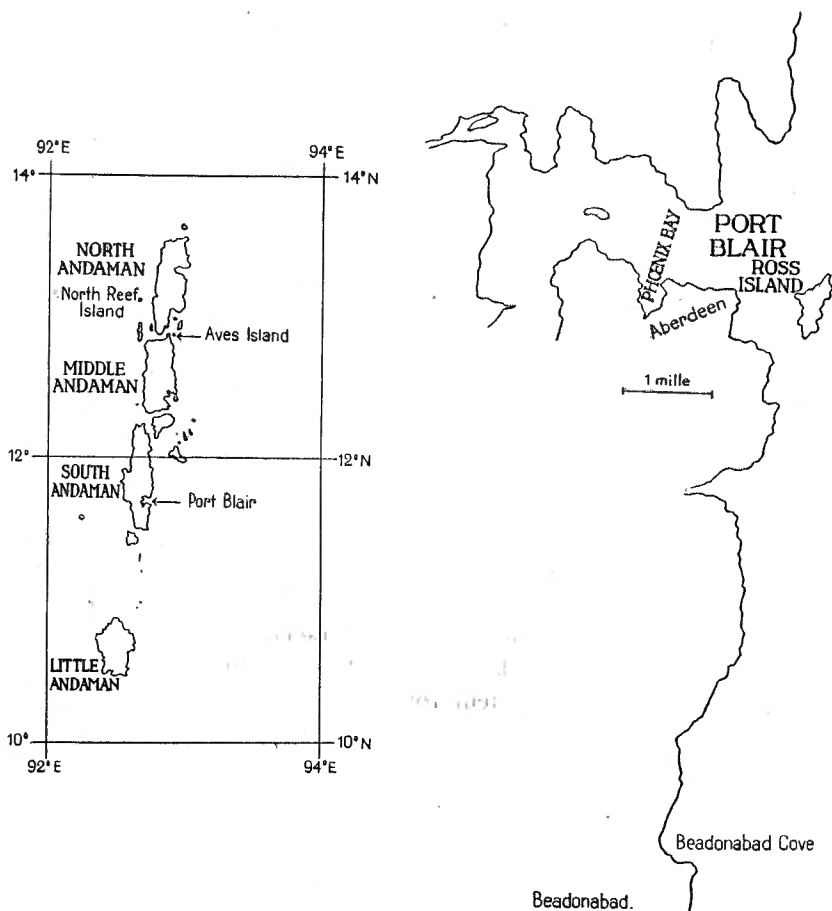 92°E
94°E
14°
14°N
NORTH
ANDAMAN
North Reef
Island
Aves Island
MIDDLE
ANDAMAN
12°
12°N
SOUTH
ANDAMAN
Port Blair
LITTLE
ANDAMAN
10°
10°N
92°E
94°E
PHOENIX BAY
PORT
BLAIR
ROSS
ISLAND
Aberdeen
1 mille
Beadonabad Cove
Beadonabad.